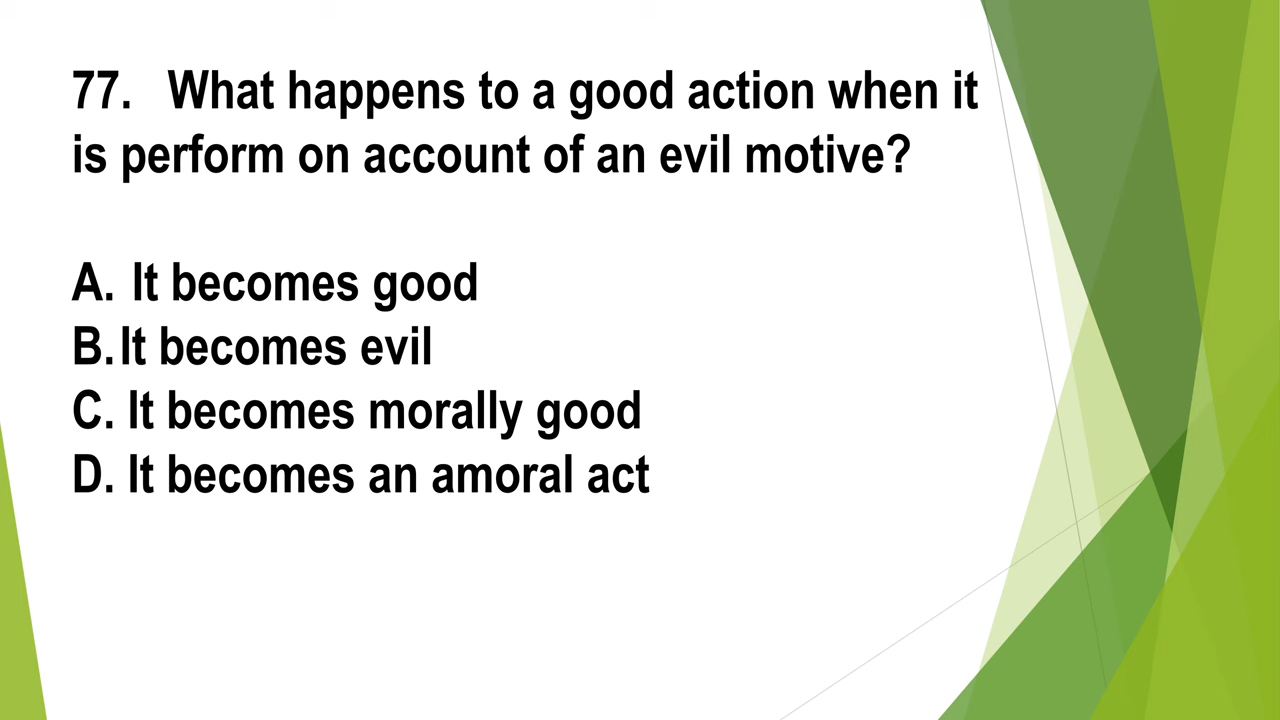 77. What happens to a good action when it
is perform on account of an evil motive?
A. It becomes good
B. It becomes evil
C. It becomes morally good
D. It becomes an amoral act